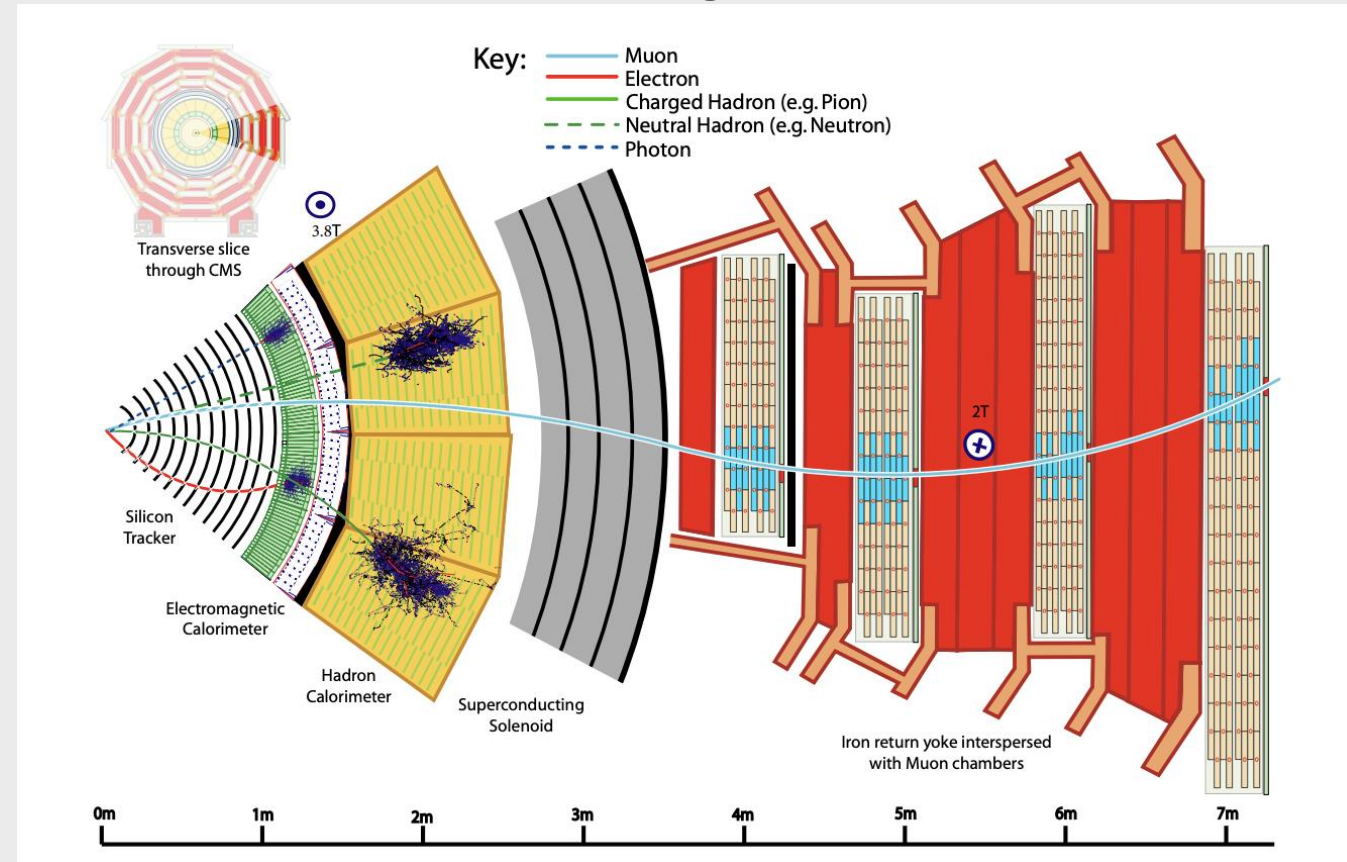 Key:
Muon
Electron
Charged Hadron (e.g. Pion)
Neutral Hadron (e.g. Neutron)
Photon
Transverse slice
through CMS
3.8T
2T
Silicon
Tracker
Electromagnetic
Calorimeter
Hadron
Calorimeter
Superconducting
Solenoid
Iron return yoke interspersed
with Muon chambers
0m
1m
2m
3m
4m
5m
6m
7m